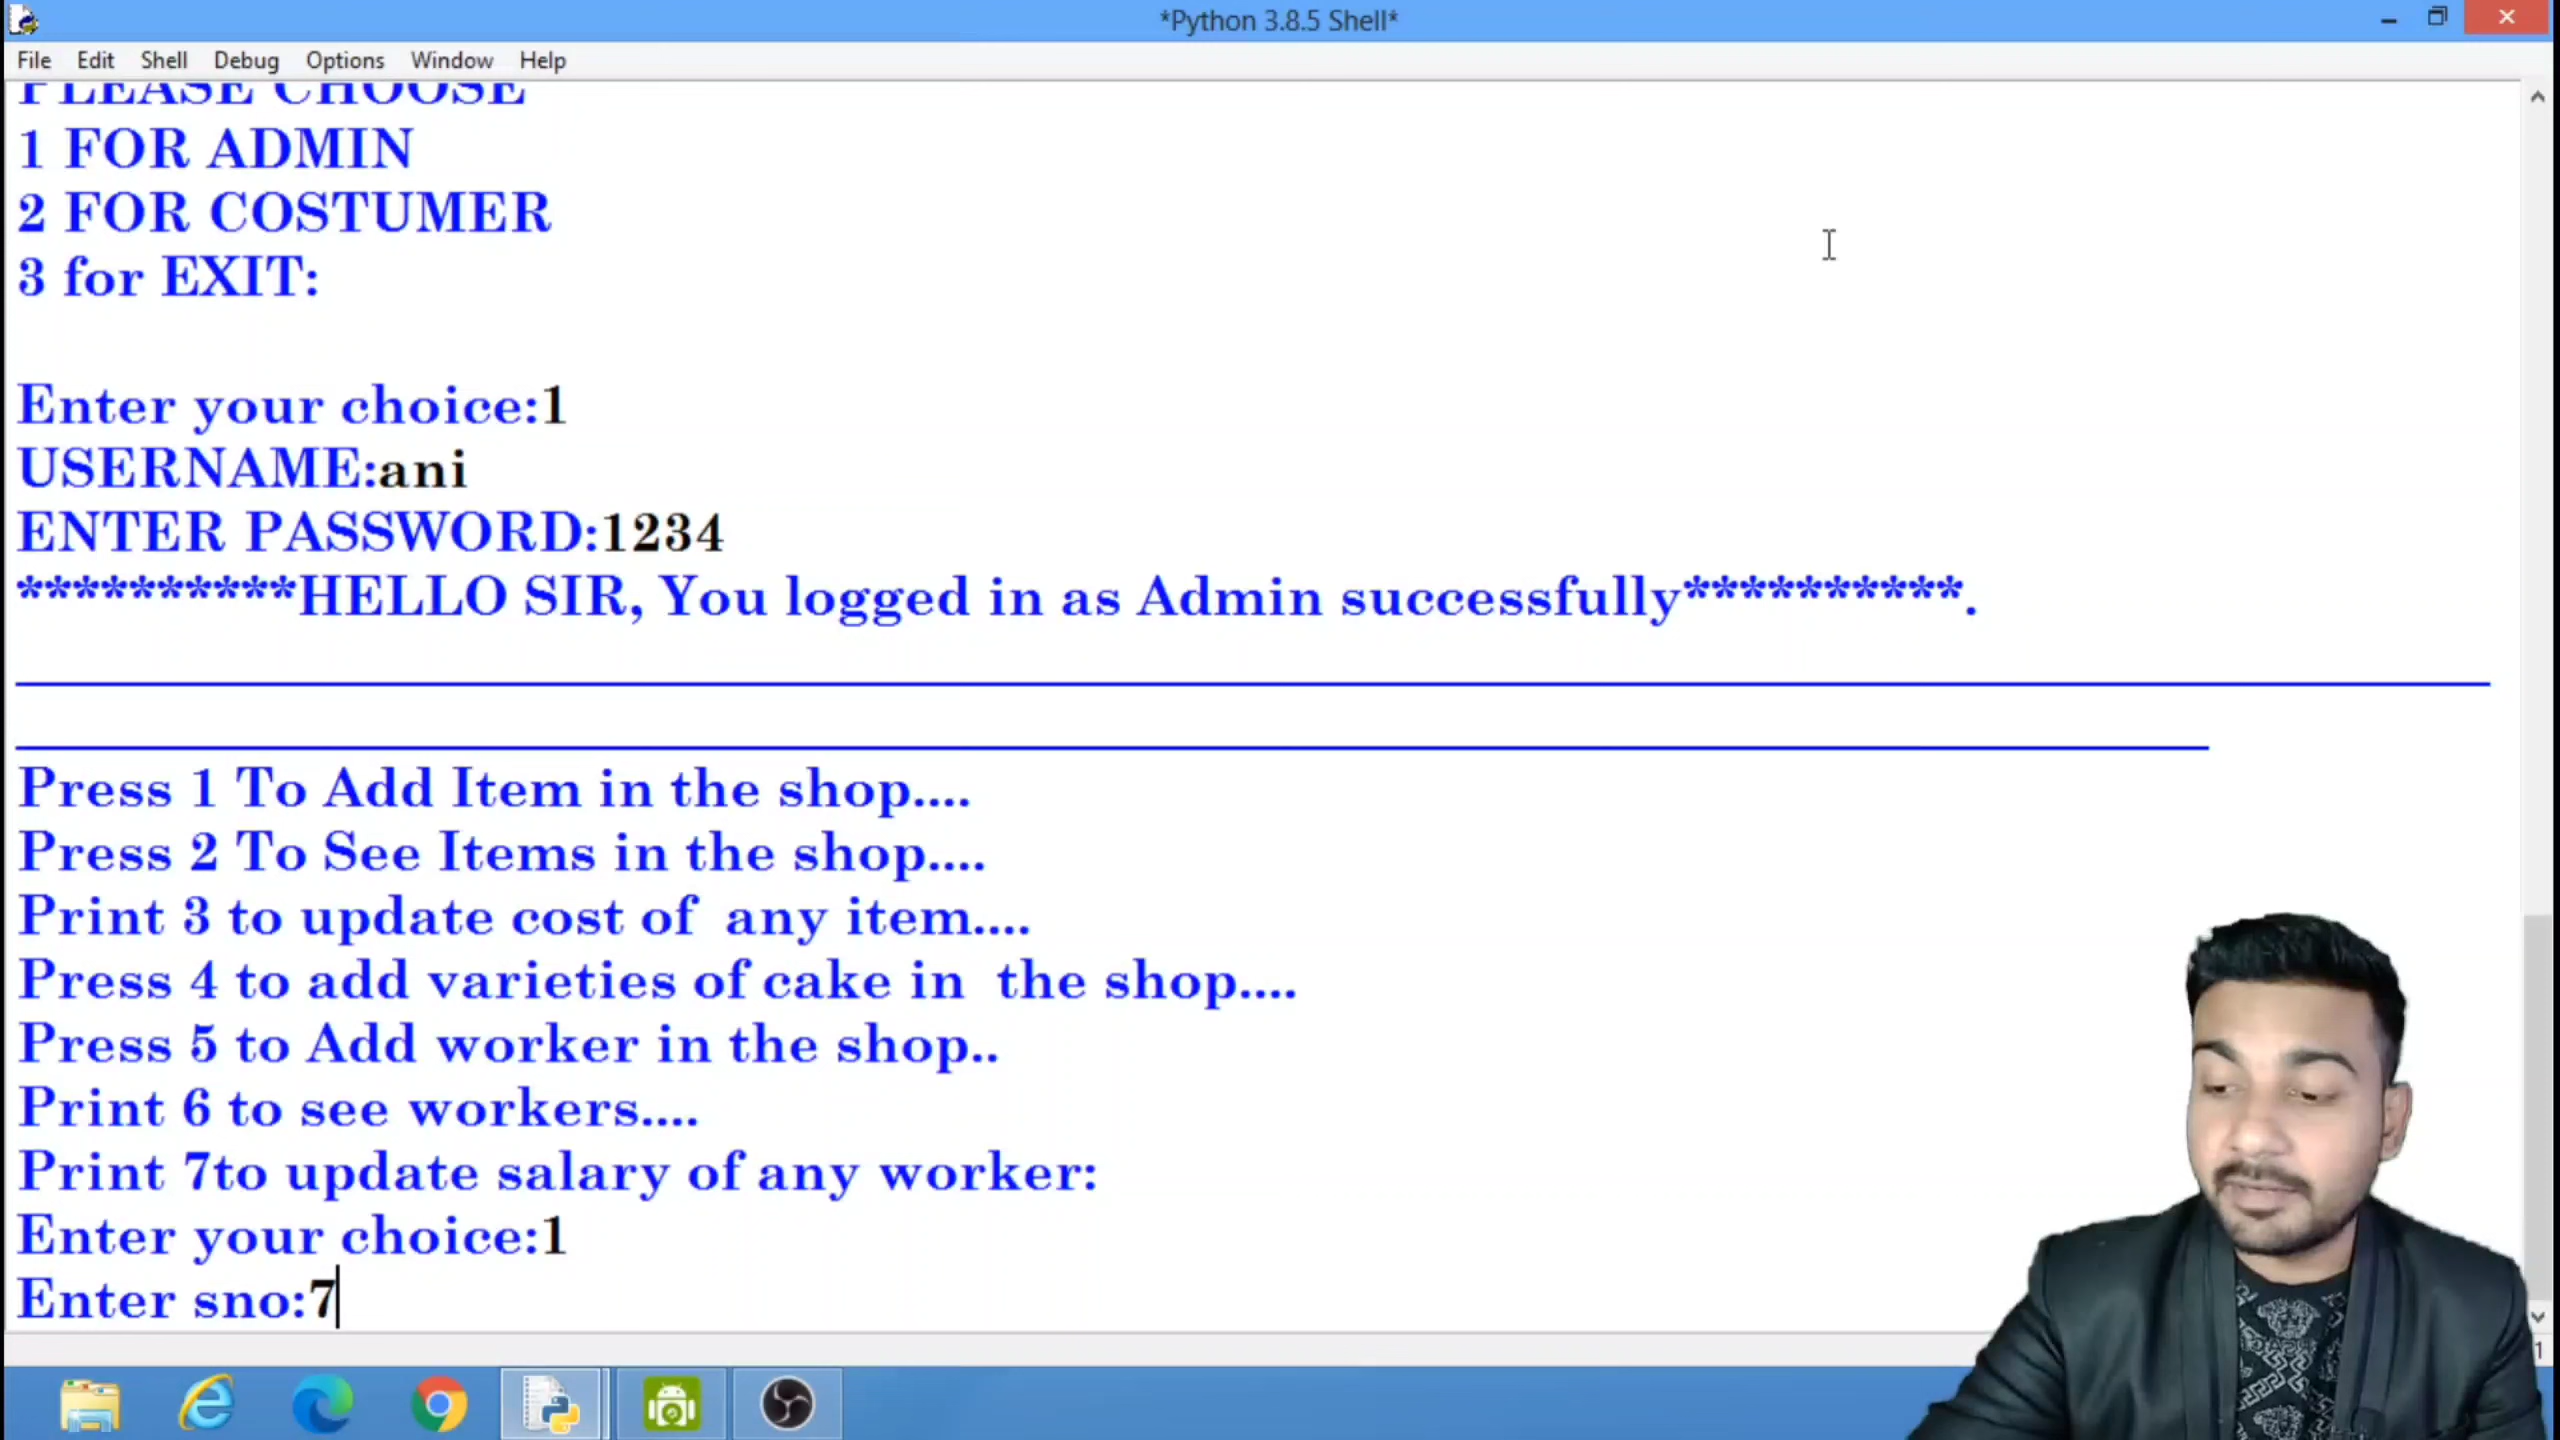 *Python 3.8.5 Shell*
File Edit Shell Debug Options Window Help
PLEASE CHOOSE
1 FOR ADMIN
2 FOR COSTUMER
3 for EXIT:
Enter your choice:1
USERNAME:ani
ENTER PASSWORD:1234
**********HELLO SIR, You logged in as Admin successfully**********.
Press 1 To Add Item in the shop....
Press 2 To See Items in the shop....
Print 3 to update cost of  any item....
Press 4 to add varieties of cake in  the shop....
Press 5 to Add worker in the shop..
Print 6 to see workers....
Print 7to update salary of any worker:
Enter your choice:1
Enter sno:7